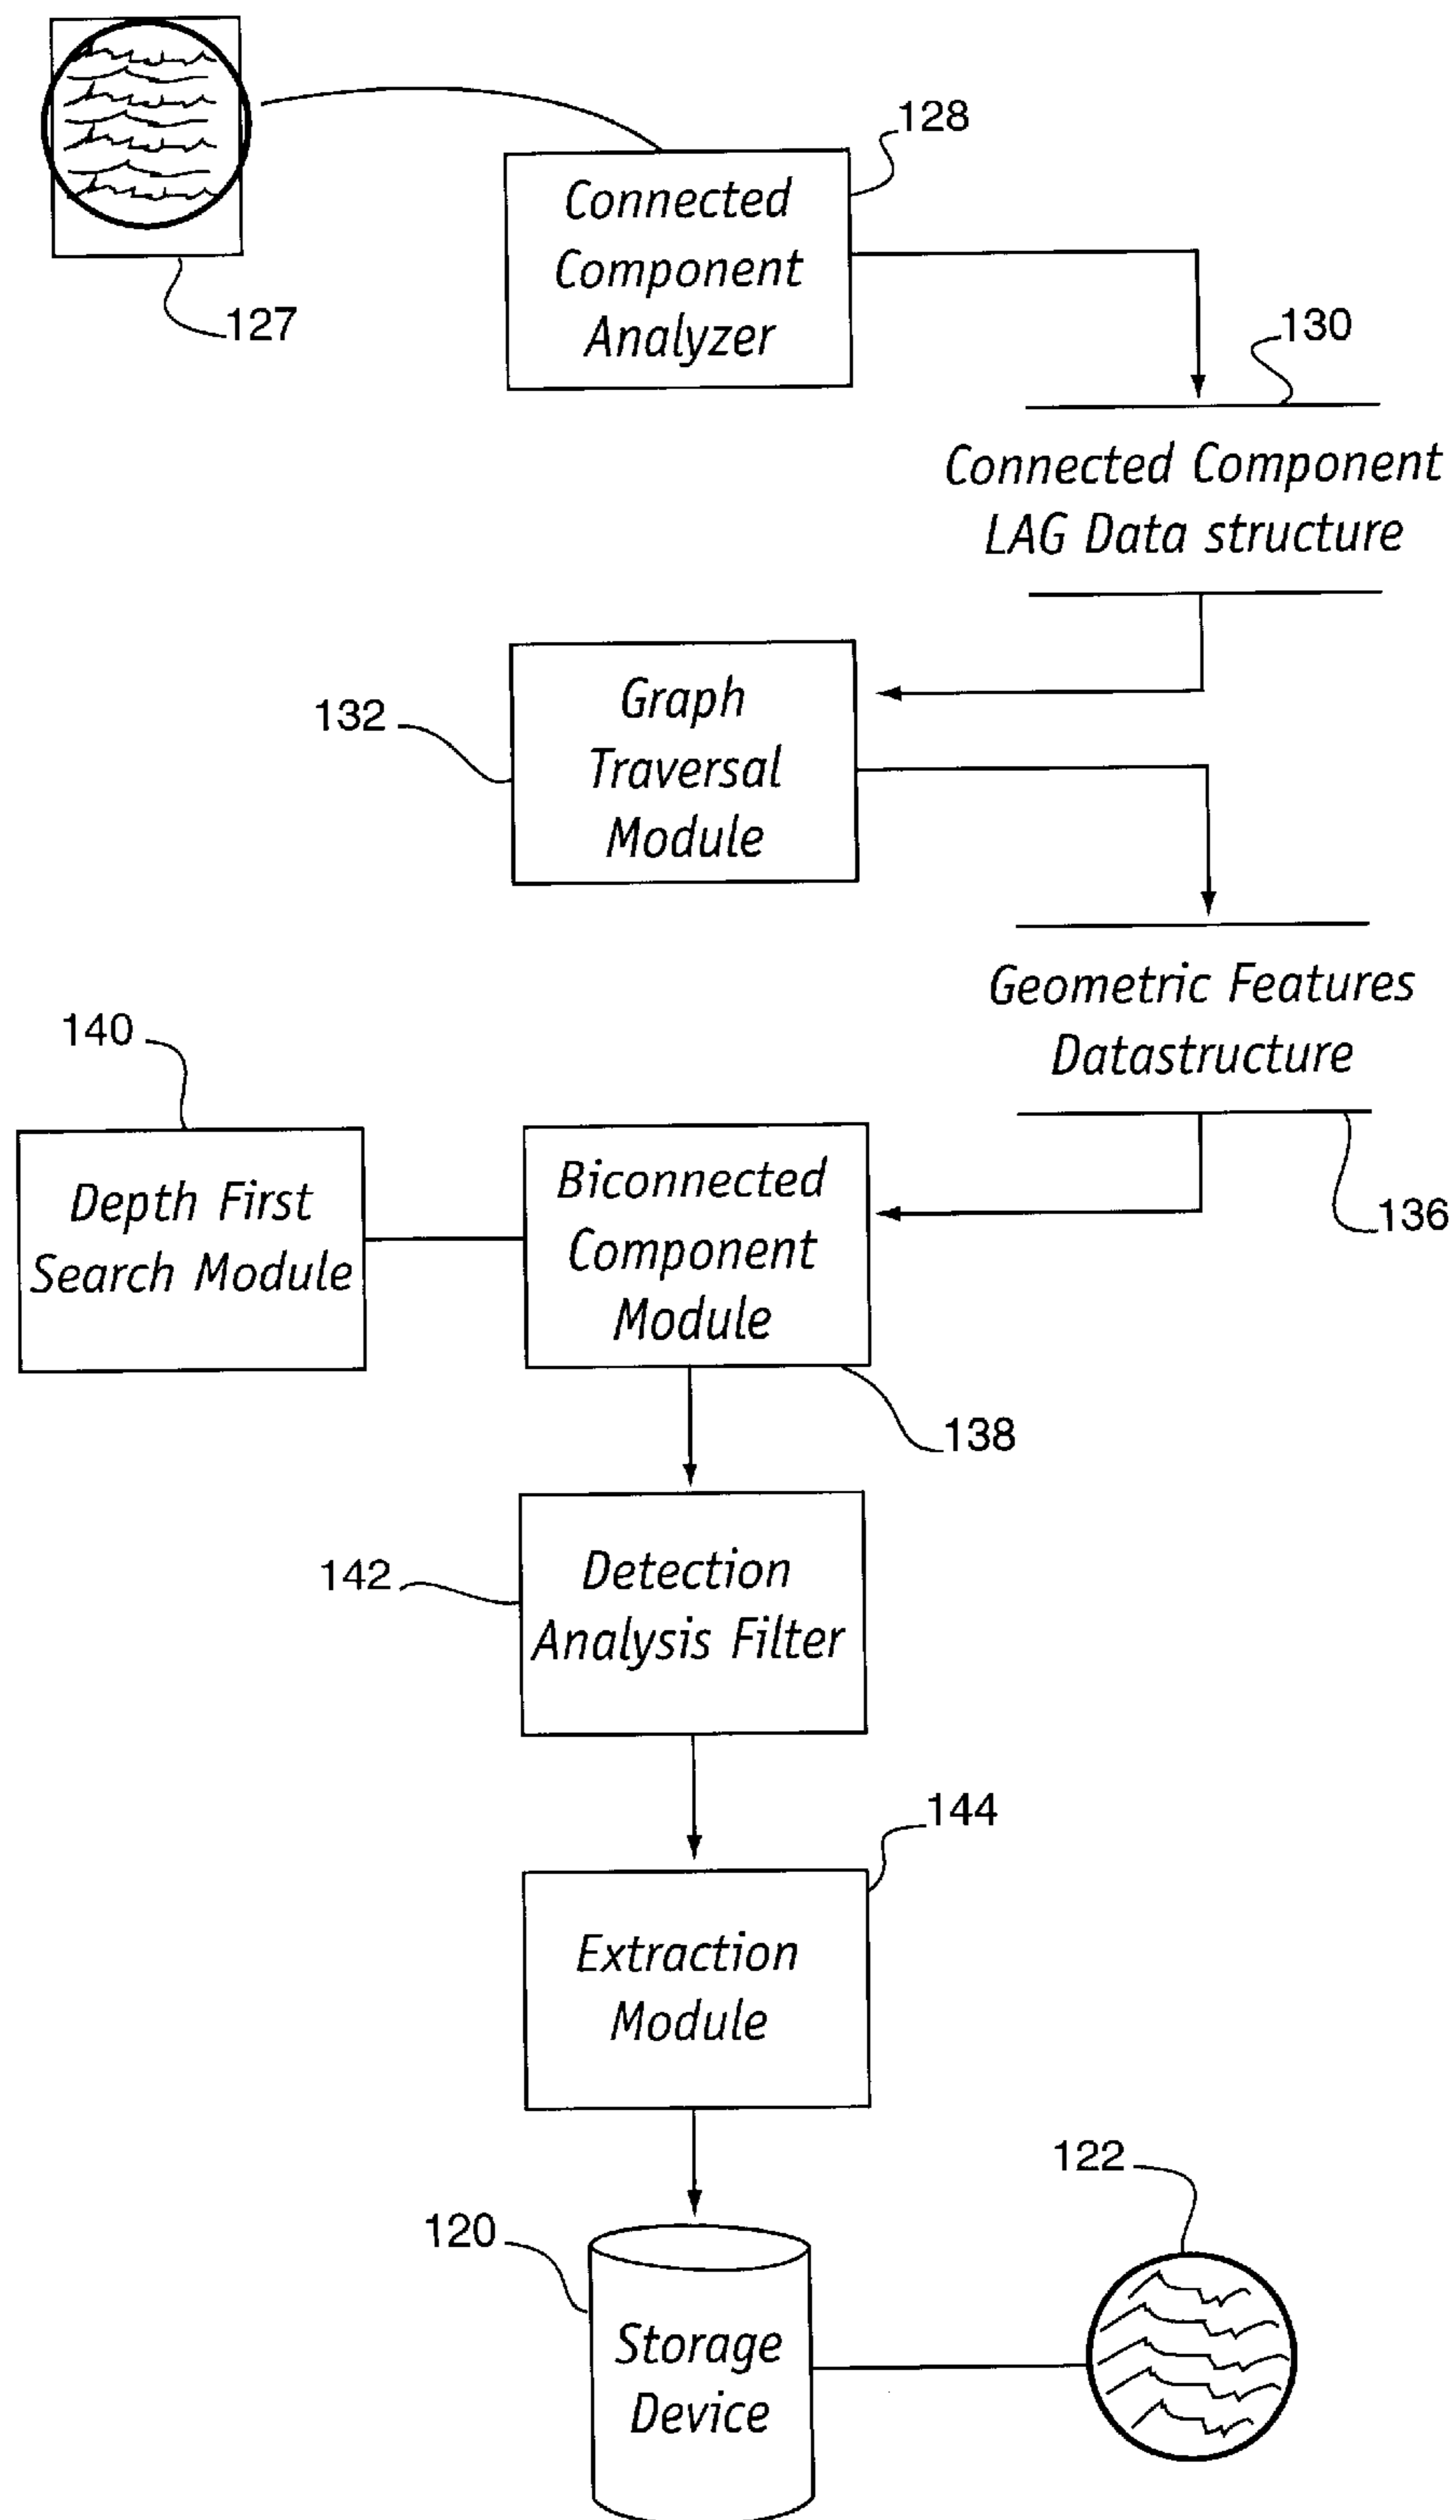 128
Connected
Component
Analyzer
127
130
Connected Component
LAG Data structure
132
Graph
Traversal
Module
Geometric Features
Datastructure
140
136
Depth First
Search Module
Biconnected
Component
Module
138
142
Detection
Analysis Filter
144
Extraction
Module
122
120
Storage
Device